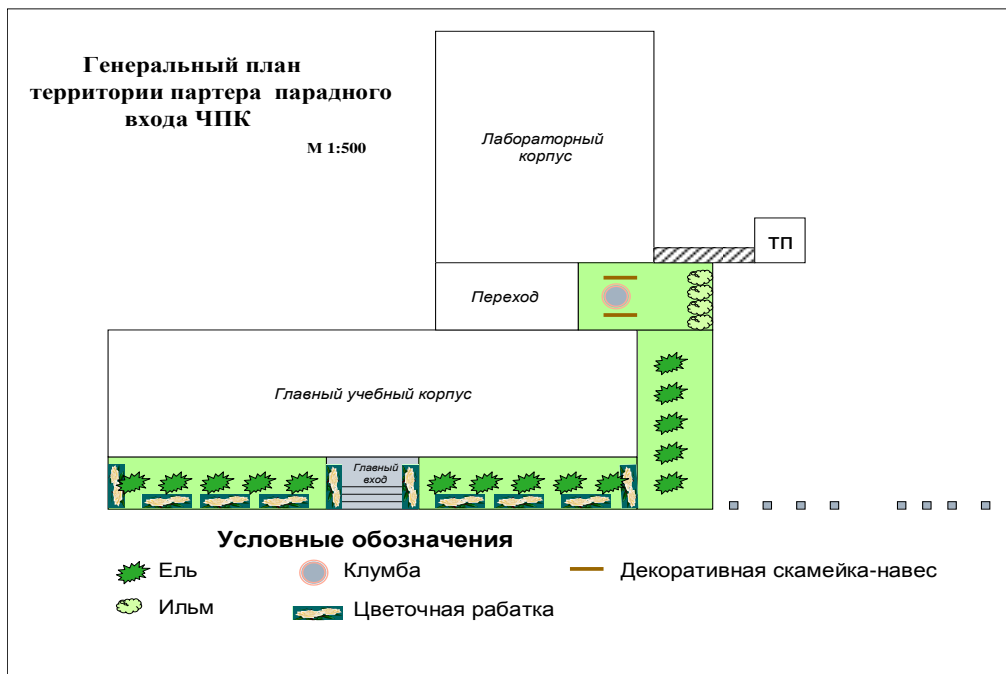 Генеральный план
территории партера парадного
входа ЧПК
М 1:500
Лабораторный
корпус
ТП
Переход
Главный учебный корпус
Главный
вход
Условные обозначения
Ель
Клумба
Декоративная скамейка-навес
Ильм
Цветочная рабатка